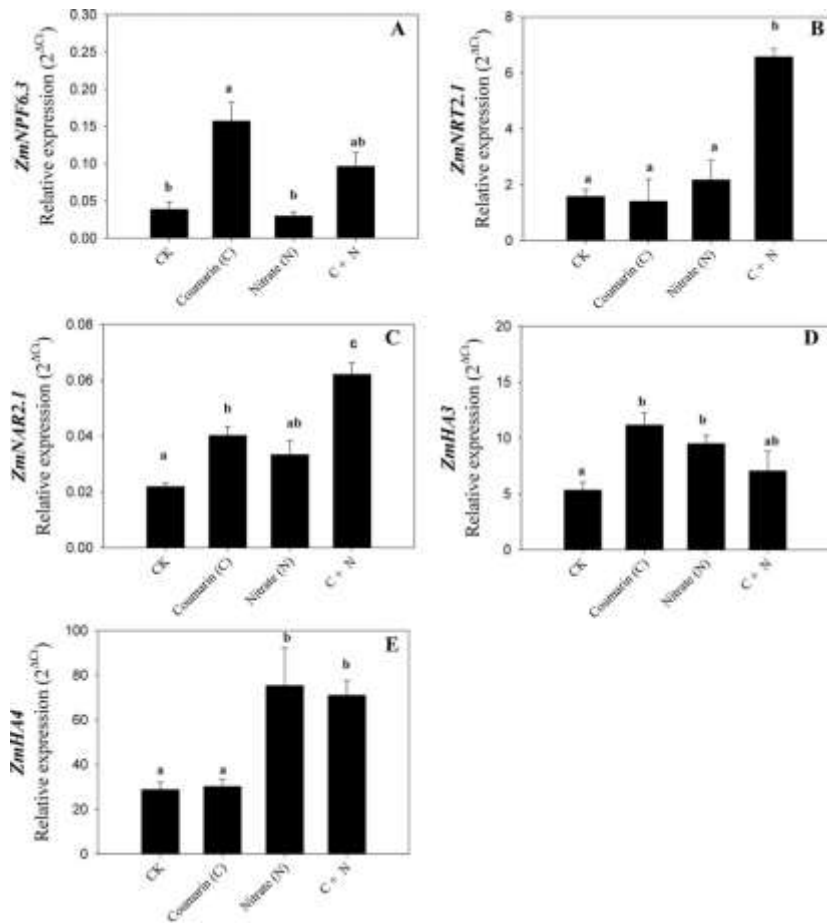 A
ZmNPF6.3
Relative expression (2^ΔCt)
0.30
0.25
0.20
0.15
0.10
0.05
0.00
b
a
b
ab
CK
Coumarin (C)
Nitrate (N)
C + N
B
ZmNRT2.1
Relative expression (2^ΔCt)
8
6
4
2
0
a
a
a
b
CK
Coumarin (C)
Nitrate (N)
C + N
C
ZmNAR2.1
Relative expression (2^ΔCt)
0.08
0.06
0.04
0.02
0.00
a
b
ab
c
CK
Coumarin (C)
Nitrate (N)
C + N
D
ZmHA3
Relative expression (2^ΔCt)
20
15
10
5
0
a
b
b
ab
CK
Coumarin (C)
Nitrate (N)
C + N
E
ZmHA4
Relative expression (2^ΔCt)
100
80
60
40
20
0
a
a
b
b
CK
Coumarin (C)
Nitrate (N)
C + N